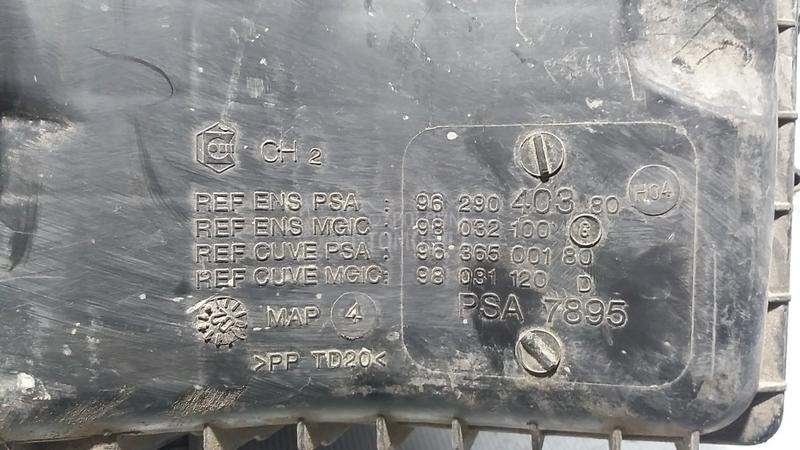 CH 2
H04
REF ENS PSA : 96 290 403 80
REF ENS MGIC : 98 032 100 G
REF CUVE PSA : 96 365 001 80
REF CUVE MGIC: 98 031 120 D
PSA 7895
MAP 4
>PP TD20<